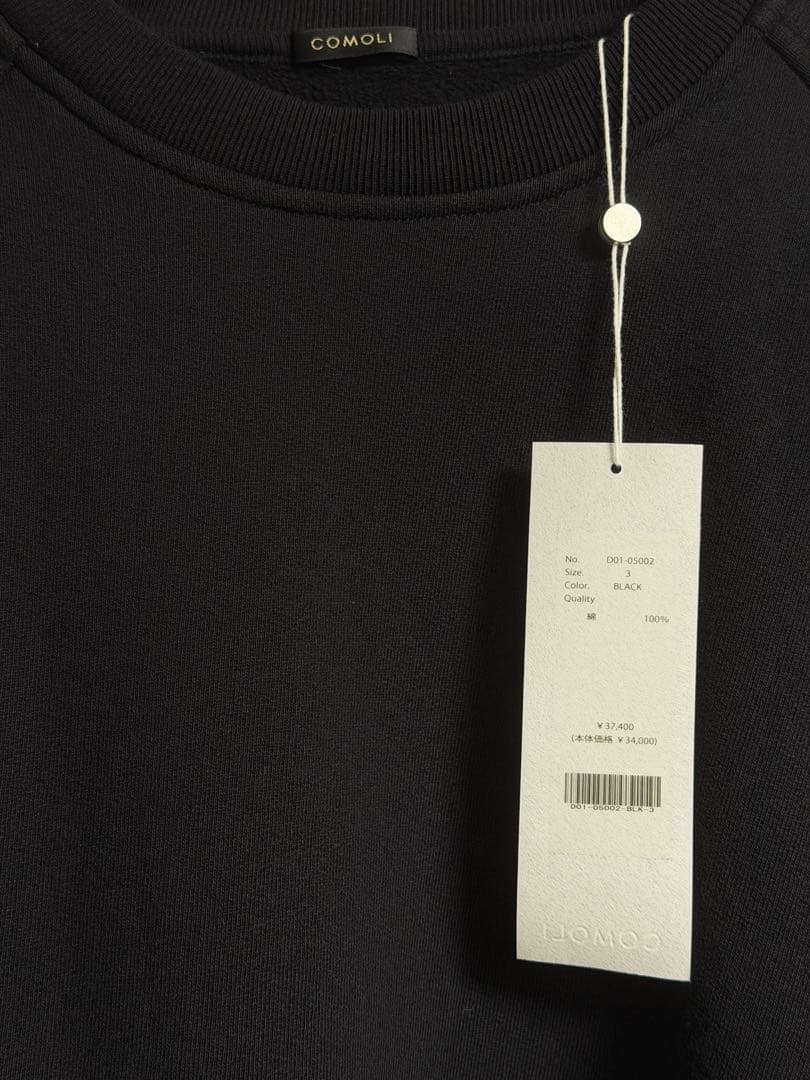 COMOLI
No. D01-05002
Size. 3
Color. BLACK
Quality
綿 100%
¥37,400
(本体価格 ¥34,000)
D01-05002-BLK-3
COMOLI